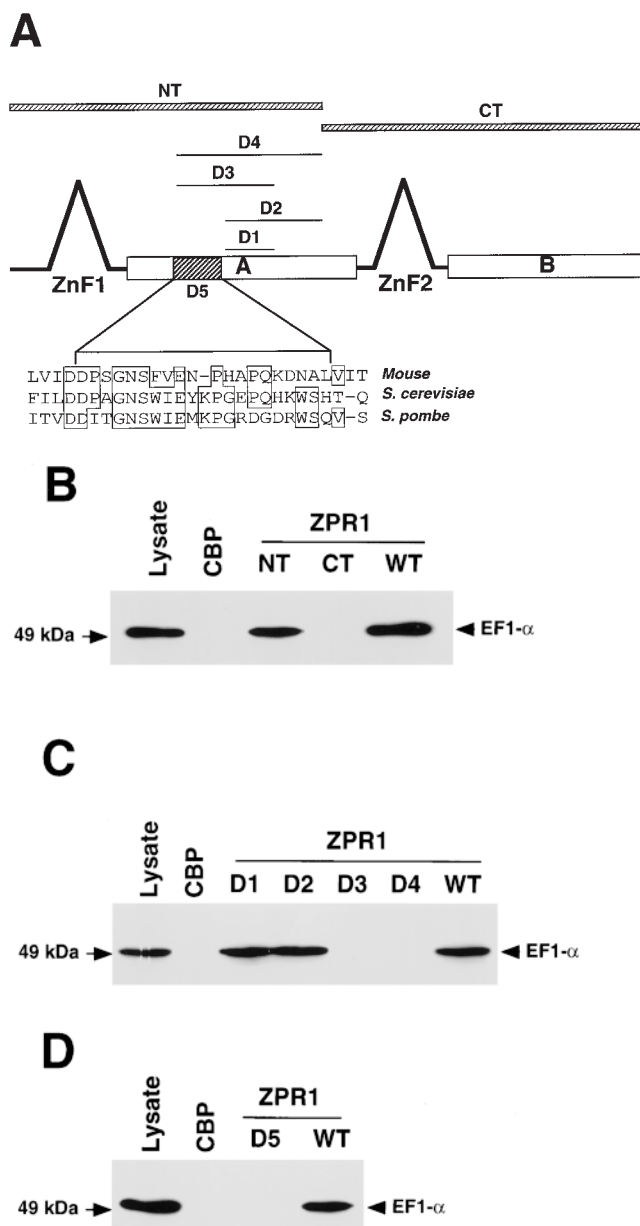 A
NT
CT
D4
D3
D2
D1
A
B
ZnF1
D5
ZnF2
LVIDDPSGNSFVEN-PHAPQKDNALVIT Mouse
FILDDPAGNSWIEYKPGEPQHKWSHT-Q S. cerevisiae
ITVDDITGNSWIEMKPGRDGDRWSQV-S S. pombe
B
Lysate CBP ZPR1
NT CT WT
49 kDa EF1-α
C
Lysate CBP ZPR1
D1 D2 D3 D4 WT
49 kDa EF1-α
D
Lysate CBP ZPR1
D5 WT
49 kDa EF1-α